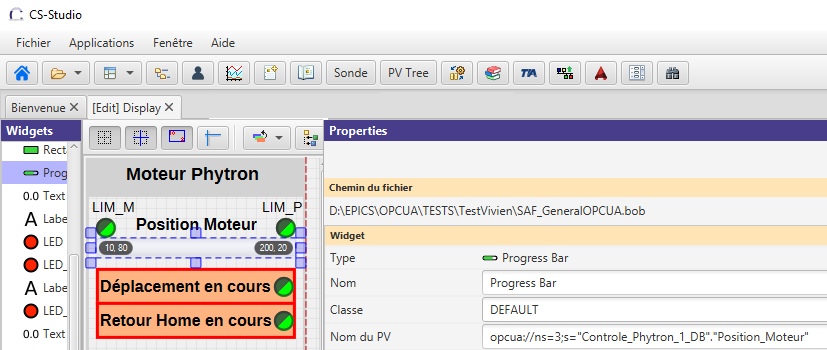 CS-Studio
Fichier Applications Fenêtre Aide
Sonde PV Tree
Bienvenue [Edit] Display
Widgets
Properties
Rect
Prog
0.0 Text
A Labe
LED
LED_
A Labe
LED_
0.0 Text
Moteur Phytron
LIM_M LIM_P
Position Moteur
10, 80 200, 20
Déplacement en cours
Retour Home en cours
Chemin du fichier
D:\EPICS\OPCUA\TESTS\TestVivien\SAF_GeneralOPCUA.bob
Widget
Type Progress Bar
Nom Progress Bar
Classe DEFAULT
Nom du PV opcua://ns=3;s="Controle_Phytron_1_DB"."Position_Moteur"